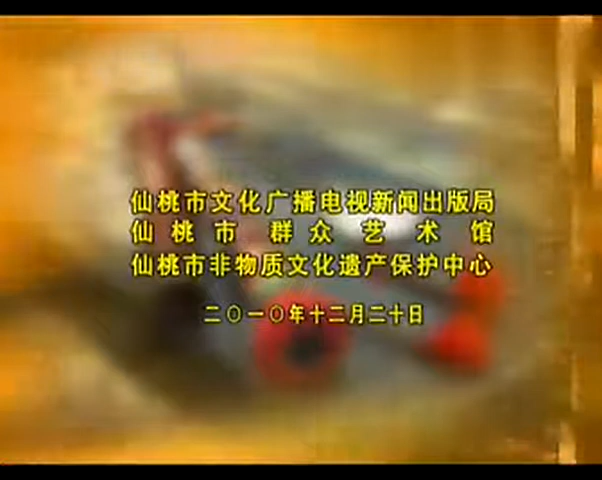 仙桃市文化广播电视新闻出版局
仙桃市群众艺术馆
仙桃市非物质文化遗产保护中心
二〇一〇年十二月二十日